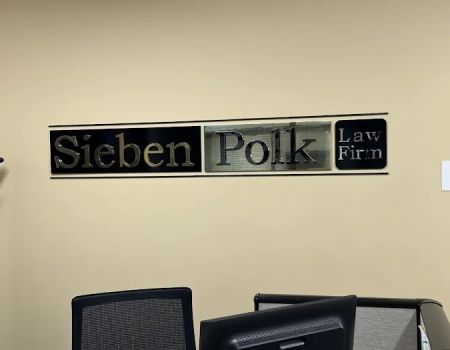 Sieben Polk Law Firm